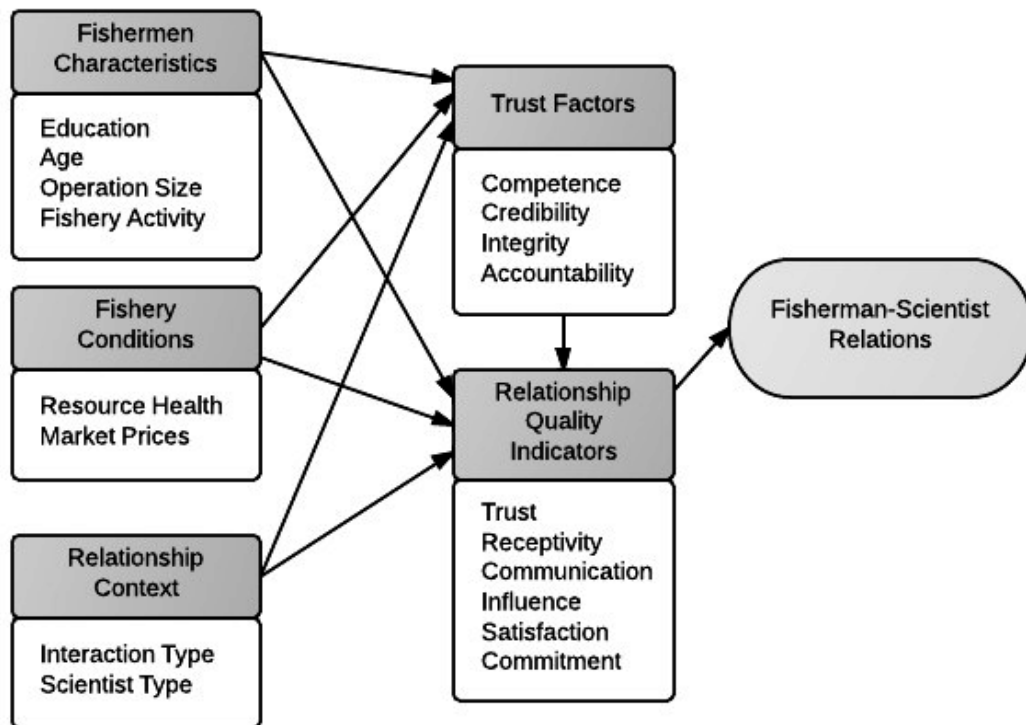 Fishermen
Characteristics
Education
Age
Operation Size
Fishery Activity
Fishery
Conditions
Resource Health
Market Prices
Relationship
Context
Interaction Type
Scientist Type
Trust Factors
Competence
Credibility
Integrity
Accountability
Relationship
Quality
Indicators
Trust
Receptivity
Communication
Influence
Satisfaction
Commitment
Fisherman-Scientist
Relations